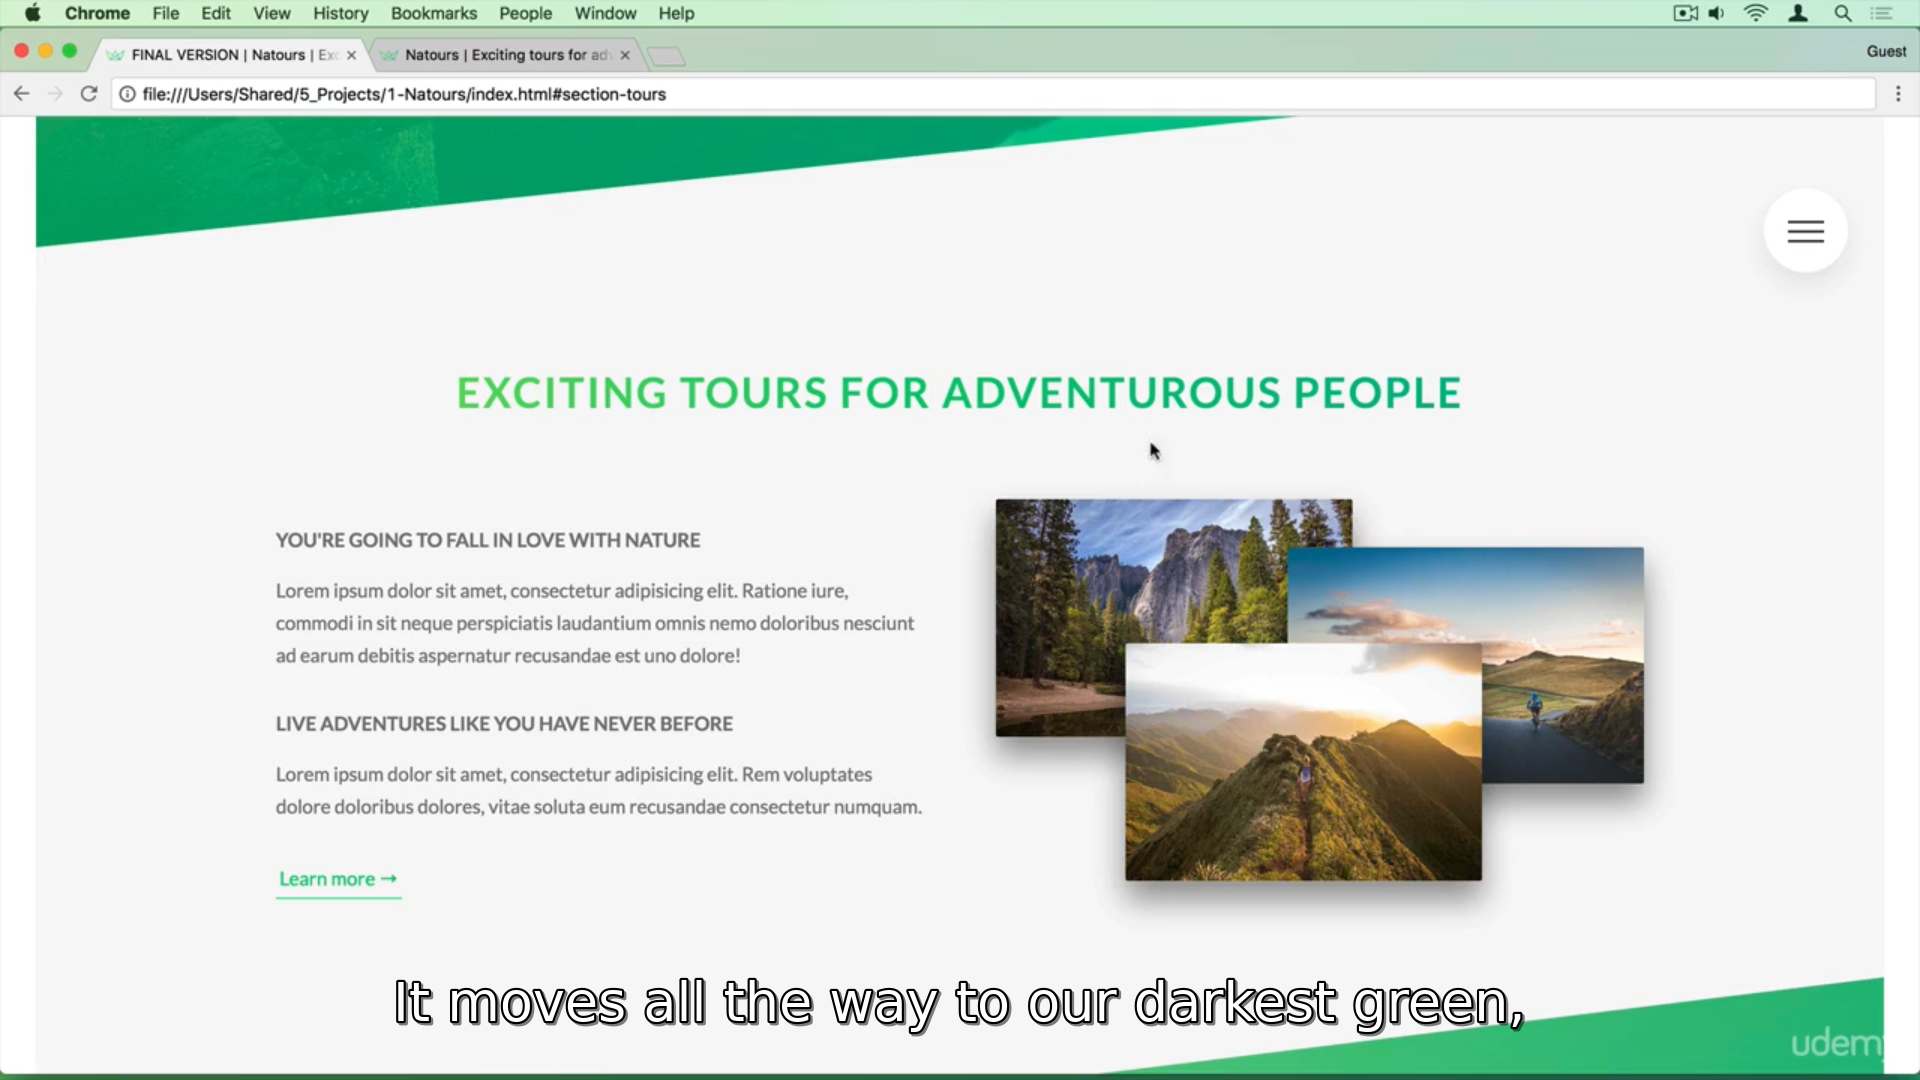 Chrome File Edit View History Bookmarks People Window Help
FINAL VERSION | Natours | Exc Natours | Exciting tours for adv Guest
file:///Users/Shared/5_Projects/1-Natours/index.html#section-tours
EXCITING TOURS FOR ADVENTUROUS PEOPLE
YOU'RE GOING TO FALL IN LOVE WITH NATURE
Lorem ipsum dolor sit amet, consectetur adipisicing elit. Ratione iure,
commodi in sit neque perspiciatis laudantium omnis nemo doloribus nesciunt
ad earum debitis aspernatur recusandae est uno dolore!
LIVE ADVENTURES LIKE YOU HAVE NEVER BEFORE
Lorem ipsum dolor sit amet, consectetur adipisicing elit. Rem voluptates
dolore doloribus dolores, vitae soluta eum recusandae consectetur numquam.
Learn more →
It moves all the way to our darkest green,
udemy